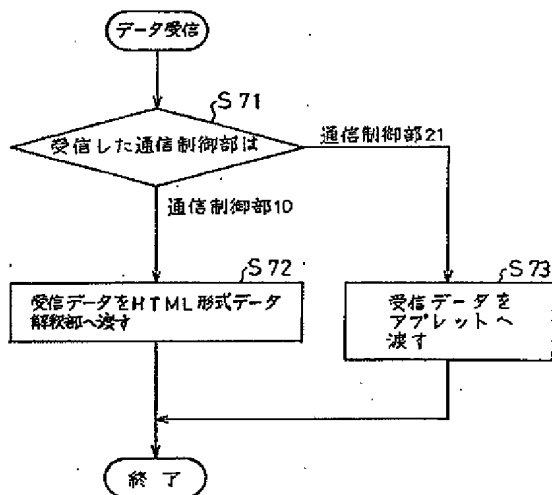 データ受信
S71
受信した通信制御部は
通信制御部21
通信制御部10
S72
受信データをHTML形式データ
解釈部へ渡す
S73
受信データを
アプレットへ
渡す
終了